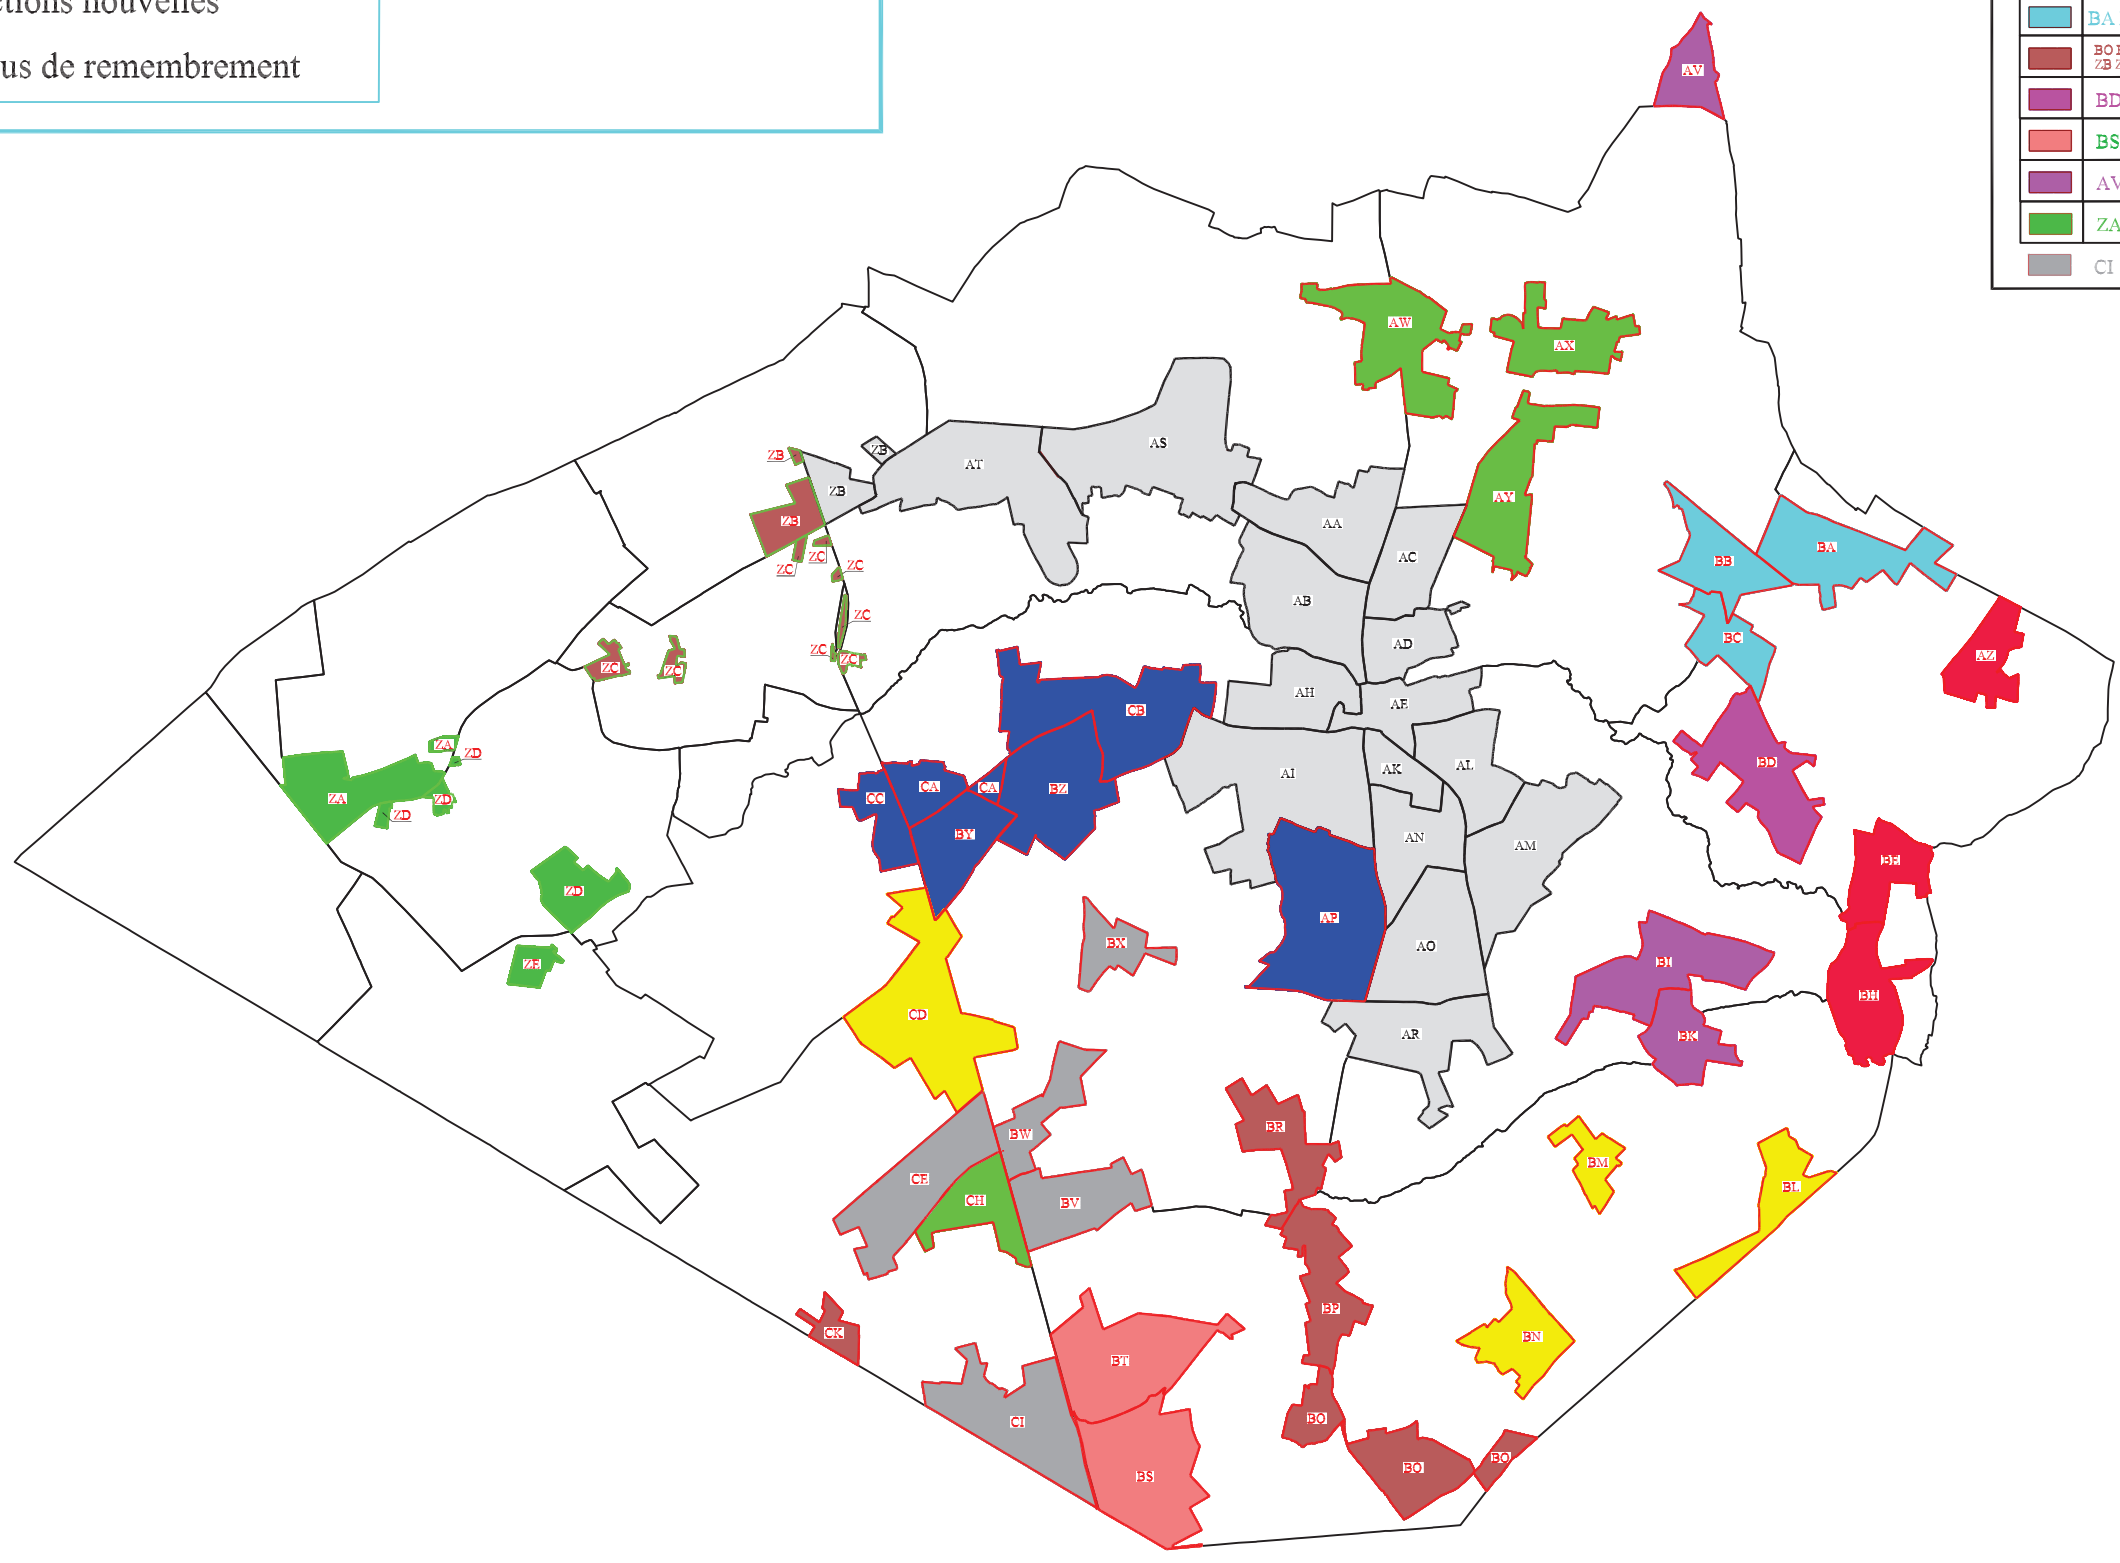 us de remembrement
BA
BO
ZB
BD
BS
AV
ZA
CI
AV
AW
AX
AS
AT
ZB
ZB
ZB
ZB
AY
AA
AC
ZC
ZC
ZC
BB
BA
AB
ZC
AD
BC
ZC
ZC
ZC
ZC
AZ
AH
AE
CB
ZA
ZD
AI
AK
AL
BD
ZA
ZD
ZD
CC
CA
CA
BZ
BY
AN
AM
BE
ZD
AP
BX
AO
ZE
BI
BH
CD
AR
BK
BR
BW
BM
CE
CH
BV
BL
BP
CK
BN
BT
CI
BO
BS
BO
BO